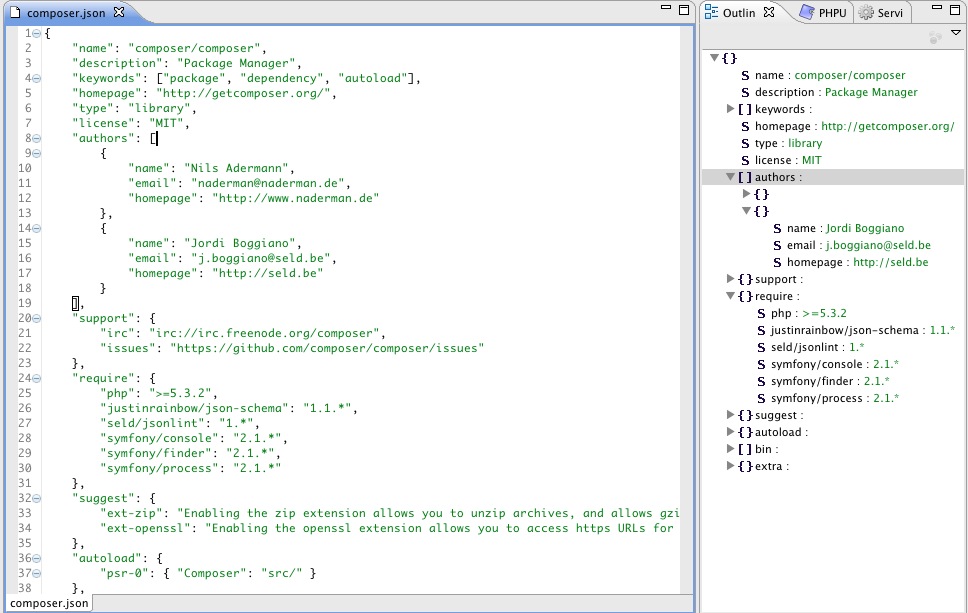 composer.json
1 {
2 "name": "composer/composer",
3 "description": "Package Manager",
4 "keywords": ["package", "dependency", "autoload"],
5 "homepage": "http://getcomposer.org/",
6 "type": "library",
7 "license": "MIT",
8 "authors": [
9 {
10 "name": "Nils Adermann",
11 "email": "naderman@naderman.de",
12 "homepage": "http://www.naderman.de"
13 },
14 {
15 "name": "Jordi Boggiano",
16 "email": "j.boggiano@seld.be",
17 "homepage": "http://seld.be"
18 }
19 ],
20 "support": {
21 "irc": "irc://irc.freenode.org/composer",
22 "issues": "https://github.com/composer/composer/issues"
23 },
24 "require": {
25 "php": ">=5.3.2",
26 "justinrainbow/json-schema": "1.1.*",
27 "seld/jsonlint": "1.*",
28 "symfony/console": "2.1.*",
29 "symfony/finder": "2.1.*",
30 "symfony/process": "2.1.*"
31 },
32 "suggest": {
33 "ext-zip": "Enabling the zip extension allows you to unzip archives, and allows gzi
34 "ext-openssl": "Enabling the openssl extension allows you to access https URLs for
35 },
36 "autoload": {
37 "psr-0": { "Composer": "src/" }
38 },
composer.json
Outlin PHPU Servi
{}
S name : composer/composer
S description : Package Manager
[] keywords :
S homepage : http://getcomposer.org/
S type : library
S license : MIT
[] authors :
{}
{}
S name : Jordi Boggiano
S email : j.boggiano@seld.be
S homepage : http://seld.be
{} support :
{} require :
S php : >=5.3.2
S justinrainbow/json-schema : 1.1.*
S seld/jsonlint : 1.*
S symfony/console : 2.1.*
S symfony/finder : 2.1.*
S symfony/process : 2.1.*
{} suggest :
{} autoload :
[] bin :
{} extra :